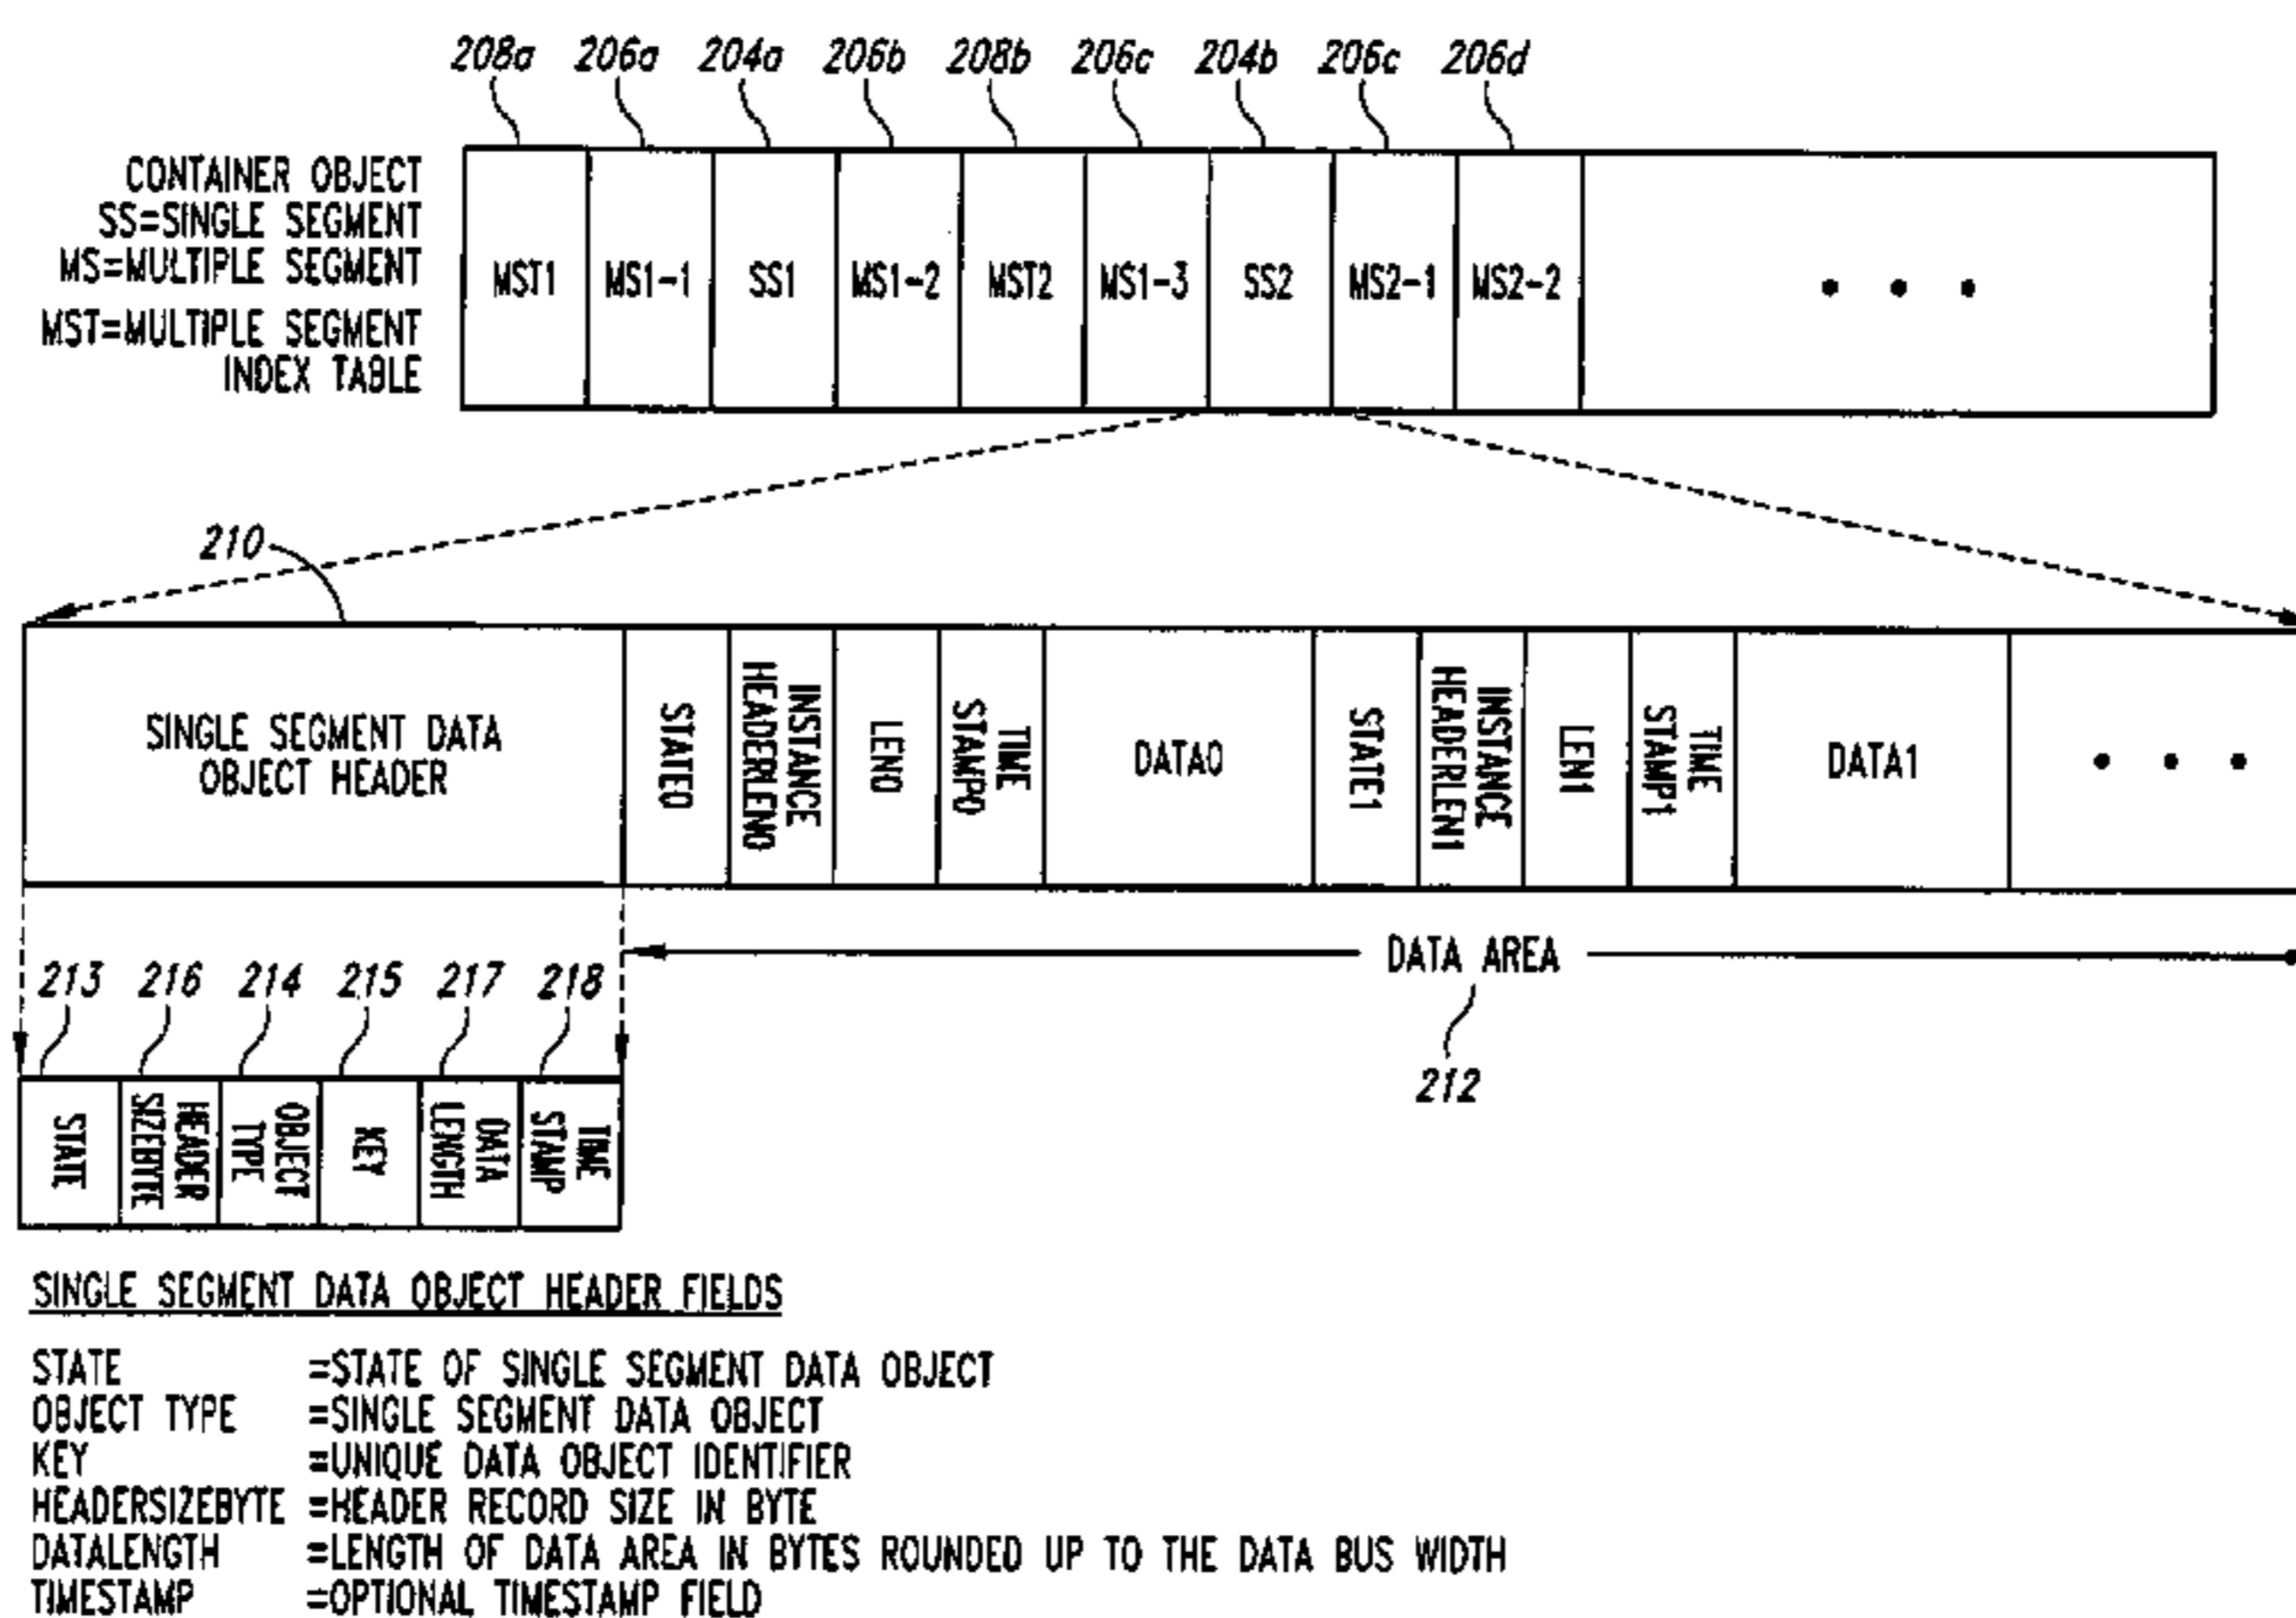 208a 206a 204a 206b 208b 206c 204b 206c 206d
CONTAINER OBJECT
SS=SINGLE SEGMENT
MS=MULTIPLE SEGMENT
MST=MULTIPLE SEGMENT
INDEX TABLE
MST1 MS1-1 SS1 MS1-2 MST2 MS1-3 SS2 MS2-1 MS2-2
210
SINGLE SEGMENT DATA
OBJECT HEADER
STATE0
INSTANCE
HEADERLEN0
LEN0
TIME
STAMP0
DATA0
STATE1
INSTANCE
HEADERLEN1
LEN1
TIME
STAMP1
DATA1
DATA AREA
212
213 216 214 215 217 218
STATE
HEADER
SIZEBYTE
OBJECT
TYPE
KEY
DATA
LENGTH
TIME
STAMP
SINGLE SEGMENT DATA OBJECT HEADER FIELDS
STATE =STATE OF SINGLE SEGMENT DATA OBJECT
OBJECT TYPE =SINGLE SEGMENT DATA OBJECT
KEY =UNIQUE DATA OBJECT IDENTIFIER
HEADERSIZEBYTE =HEADER RECORD SIZE IN BYTE
DATALENGTH =LENGTH OF DATA AREA IN BYTES ROUNDED UP TO THE DATA BUS WIDTH
TIMESTAMP =OPTIONAL TIMESTAMP FIELD